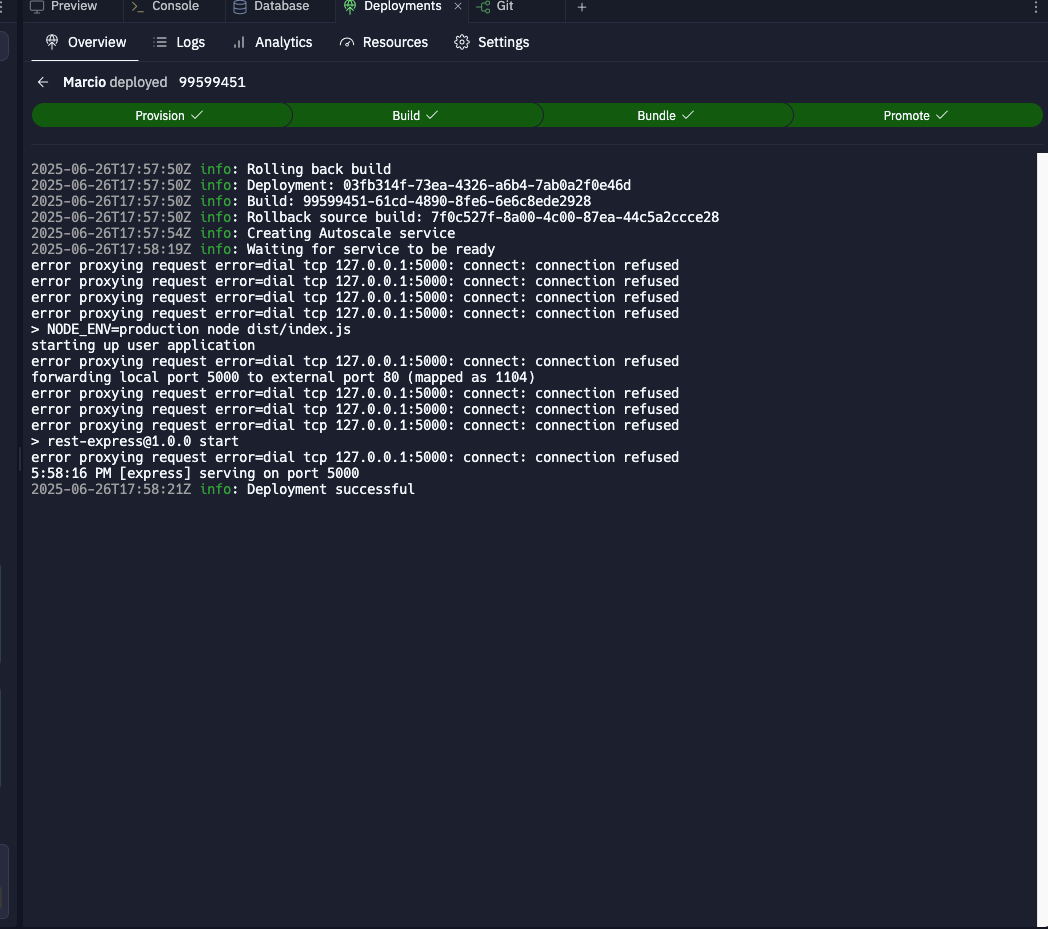 Preview >_ Console Database Deployments × Git +
Overview Logs Analytics Resources Settings
← Marcio deployed 99599451
Provision ✓ Build ✓ Bundle ✓ Promote ✓
2025-06-26T17:57:50Z info: Rolling back build
2025-06-26T17:57:50Z info: Deployment: 03fb314f-73ea-4326-a6b4-7ab0a2f0e46d
2025-06-26T17:57:50Z info: Build: 99599451-61cd-4890-8fe6-6e6c8ede2928
2025-06-26T17:57:50Z info: Rollback source build: 7f0c527f-8a00-4c00-87ea-44c5a2ccce28
2025-06-26T17:57:54Z info: Creating Autoscale service
2025-06-26T17:58:19Z info: Waiting for service to be ready
error proxying request error=dial tcp 127.0.0.1:5000: connect: connection refused
error proxying request error=dial tcp 127.0.0.1:5000: connect: connection refused
error proxying request error=dial tcp 127.0.0.1:5000: connect: connection refused
error proxying request error=dial tcp 127.0.0.1:5000: connect: connection refused
> NODE_ENV=production node dist/index.js
starting up user application
error proxying request error=dial tcp 127.0.0.1:5000: connect: connection refused
forwarding local port 5000 to external port 80 (mapped as 1104)
error proxying request error=dial tcp 127.0.0.1:5000: connect: connection refused
error proxying request error=dial tcp 127.0.0.1:5000: connect: connection refused
error proxying request error=dial tcp 127.0.0.1:5000: connect: connection refused
> rest-express@1.0.0 start
error proxying request error=dial tcp 127.0.0.1:5000: connect: connection refused
5:58:16 PM [express] serving on port 5000
2025-06-26T17:58:21Z info: Deployment successful